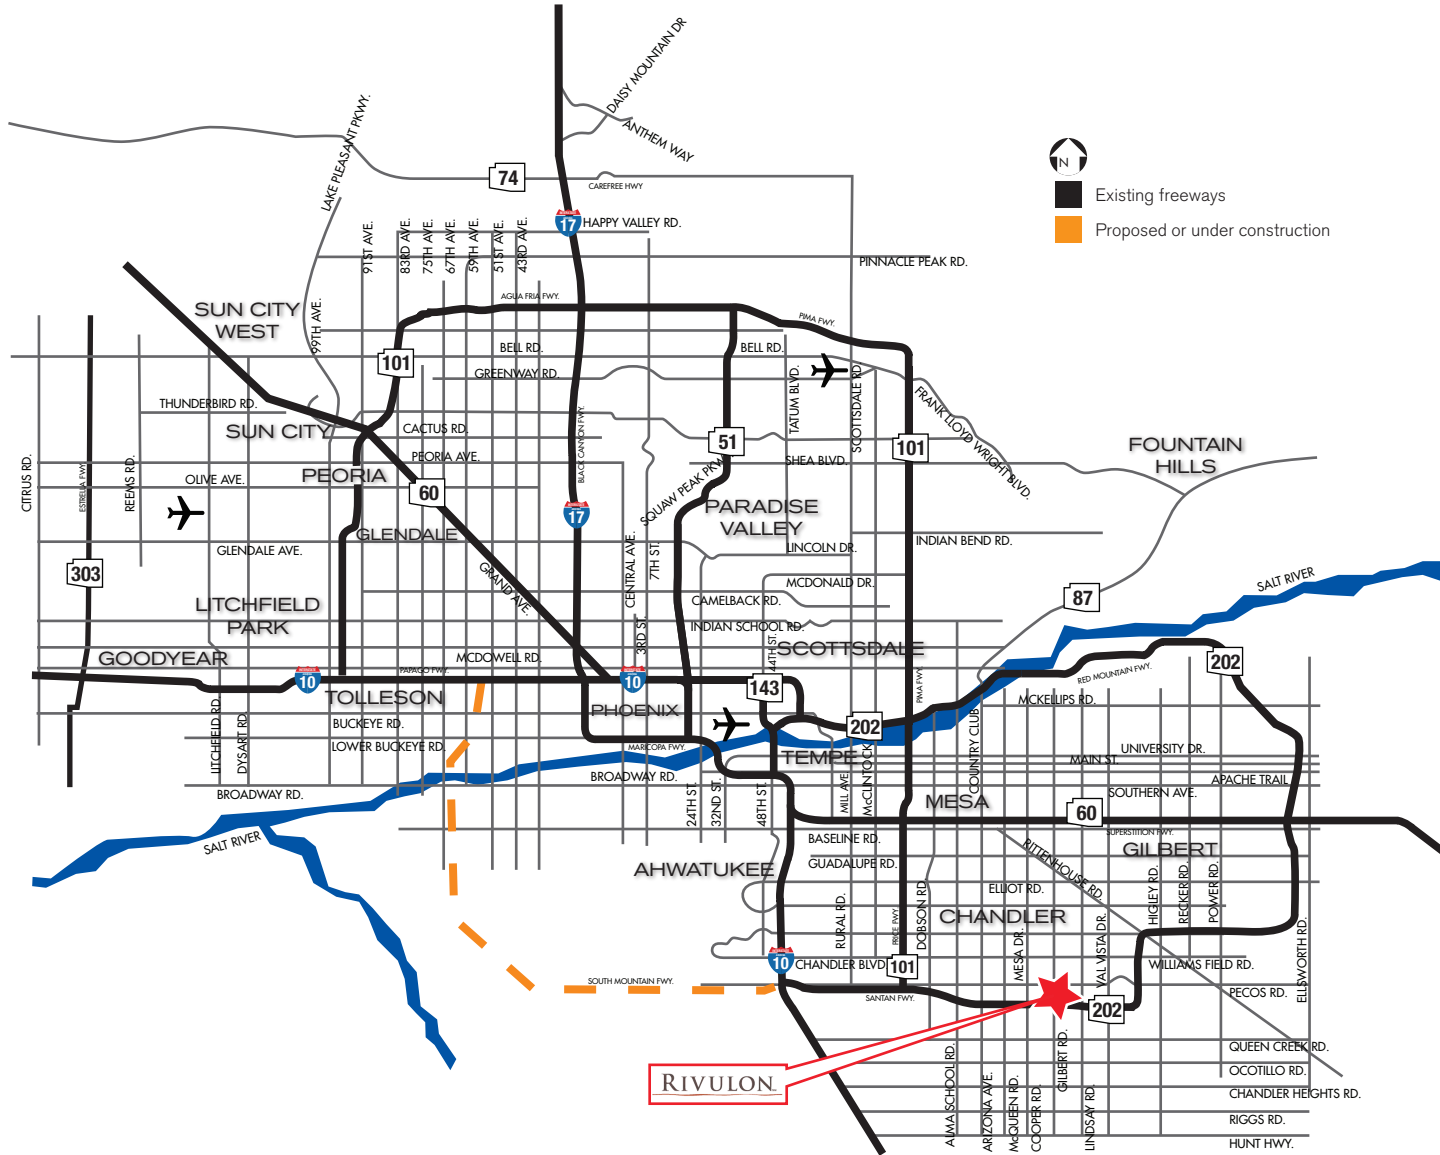 DAISY MOUNTAIN DR
ANTHEM WAY
LAKE PLEASANT PKWY.
74
CAREFREE HWY
N
Existing freeways
Proposed or under construction
17
HAPPY VALLEY RD.
91ST AVE.
83RD AVE.
75TH AVE.
67TH AVE.
59TH AVE.
51ST AVE.
43RD AVE.
PINNACLE PEAK RD.
SUN CITY
WEST
99TH AVE.
AGUA FRIA FWY.
PIMA FWY.
101
BELL RD.
BELL RD.
GREENWAY RD.
TATUM BLVD.
SCOTTSDALE RD.
FRANK LLOYD WRIGHT BLVD.
THUNDERBIRD RD.
SUN CITY
CACTUS RD.
BLACK CANYON FWY.
51
101
FOUNTAIN
HILLS
PEORIA AVE.
SHEA BLVD.
CITRUS RD.
ESTRELLA FWY.
REEMS RD.
OLIVE AVE.
PEORIA
60
SQUAW PEAK PKWY.
17
PARADISE
VALLEY
GLENDALE
GLENDALE AVE.
LINCOLN DR.
INDIAN BEND RD.
303
GRAND AVE.
CENTRAL AVE.
7TH ST.
MCDONALD DR.
CAMELBACK RD.
87
SALT RIVER
LITCHFIELD
PARK
3RD ST.
INDIAN SCHOOL RD.
44TH ST.
SCOTTSDALE
GOODYEAR
MCDOWELL RD.
PAPAGO FWY.
10
10
143
PIMA FWY.
202
RED MOUNTAIN FWY.
TOLLESON
PHOENIX
MCKELLIPS RD.
BUCKEYE RD.
LITCHFIELD RD.
DYSART RD.
LOWER BUCKEYE RD.
MARICOPA FWY.
202
TEMPE
COUNTRY CLUB
UNIVERSITY DR.
MAIN ST.
APACHE TRAIL
BROADWAY RD.
BROADWAY RD.
24TH ST.
32ND ST.
48TH ST.
MILL AVE.
McCLINTOCK
MESA
SOUTHERN AVE.
60
SUPERSTITION FWY.
SALT RIVER
BASELINE RD.
GUADALUPE RD.
RITTENHOUSE RD.
GILBERT
AHWATUKEE
ELLIOT RD.
HIGLEY RD.
RECKER RD.
POWER RD.
RURAL RD.
PRICE FWY.
DOBSON RD.
CHANDLER
MESA DR.
VAL VISTA DR.
ELLSWORTH RD.
10
CHANDLER BLVD.
101
WILLIAMS FIELD RD.
SOUTH MOUNTAIN FWY.
SANTAN FWY.
202
PECOS RD.
RIVULON
GILBERT RD.
QUEEN CREEK RD.
OCOTILLO RD.
CHANDLER HEIGHTS RD.
RIGGS RD.
HUNT HWY.
ALMA SCHOOL RD.
ARIZONA AVE.
McQUEEN RD.
COOPER RD.
LINDSAY RD.